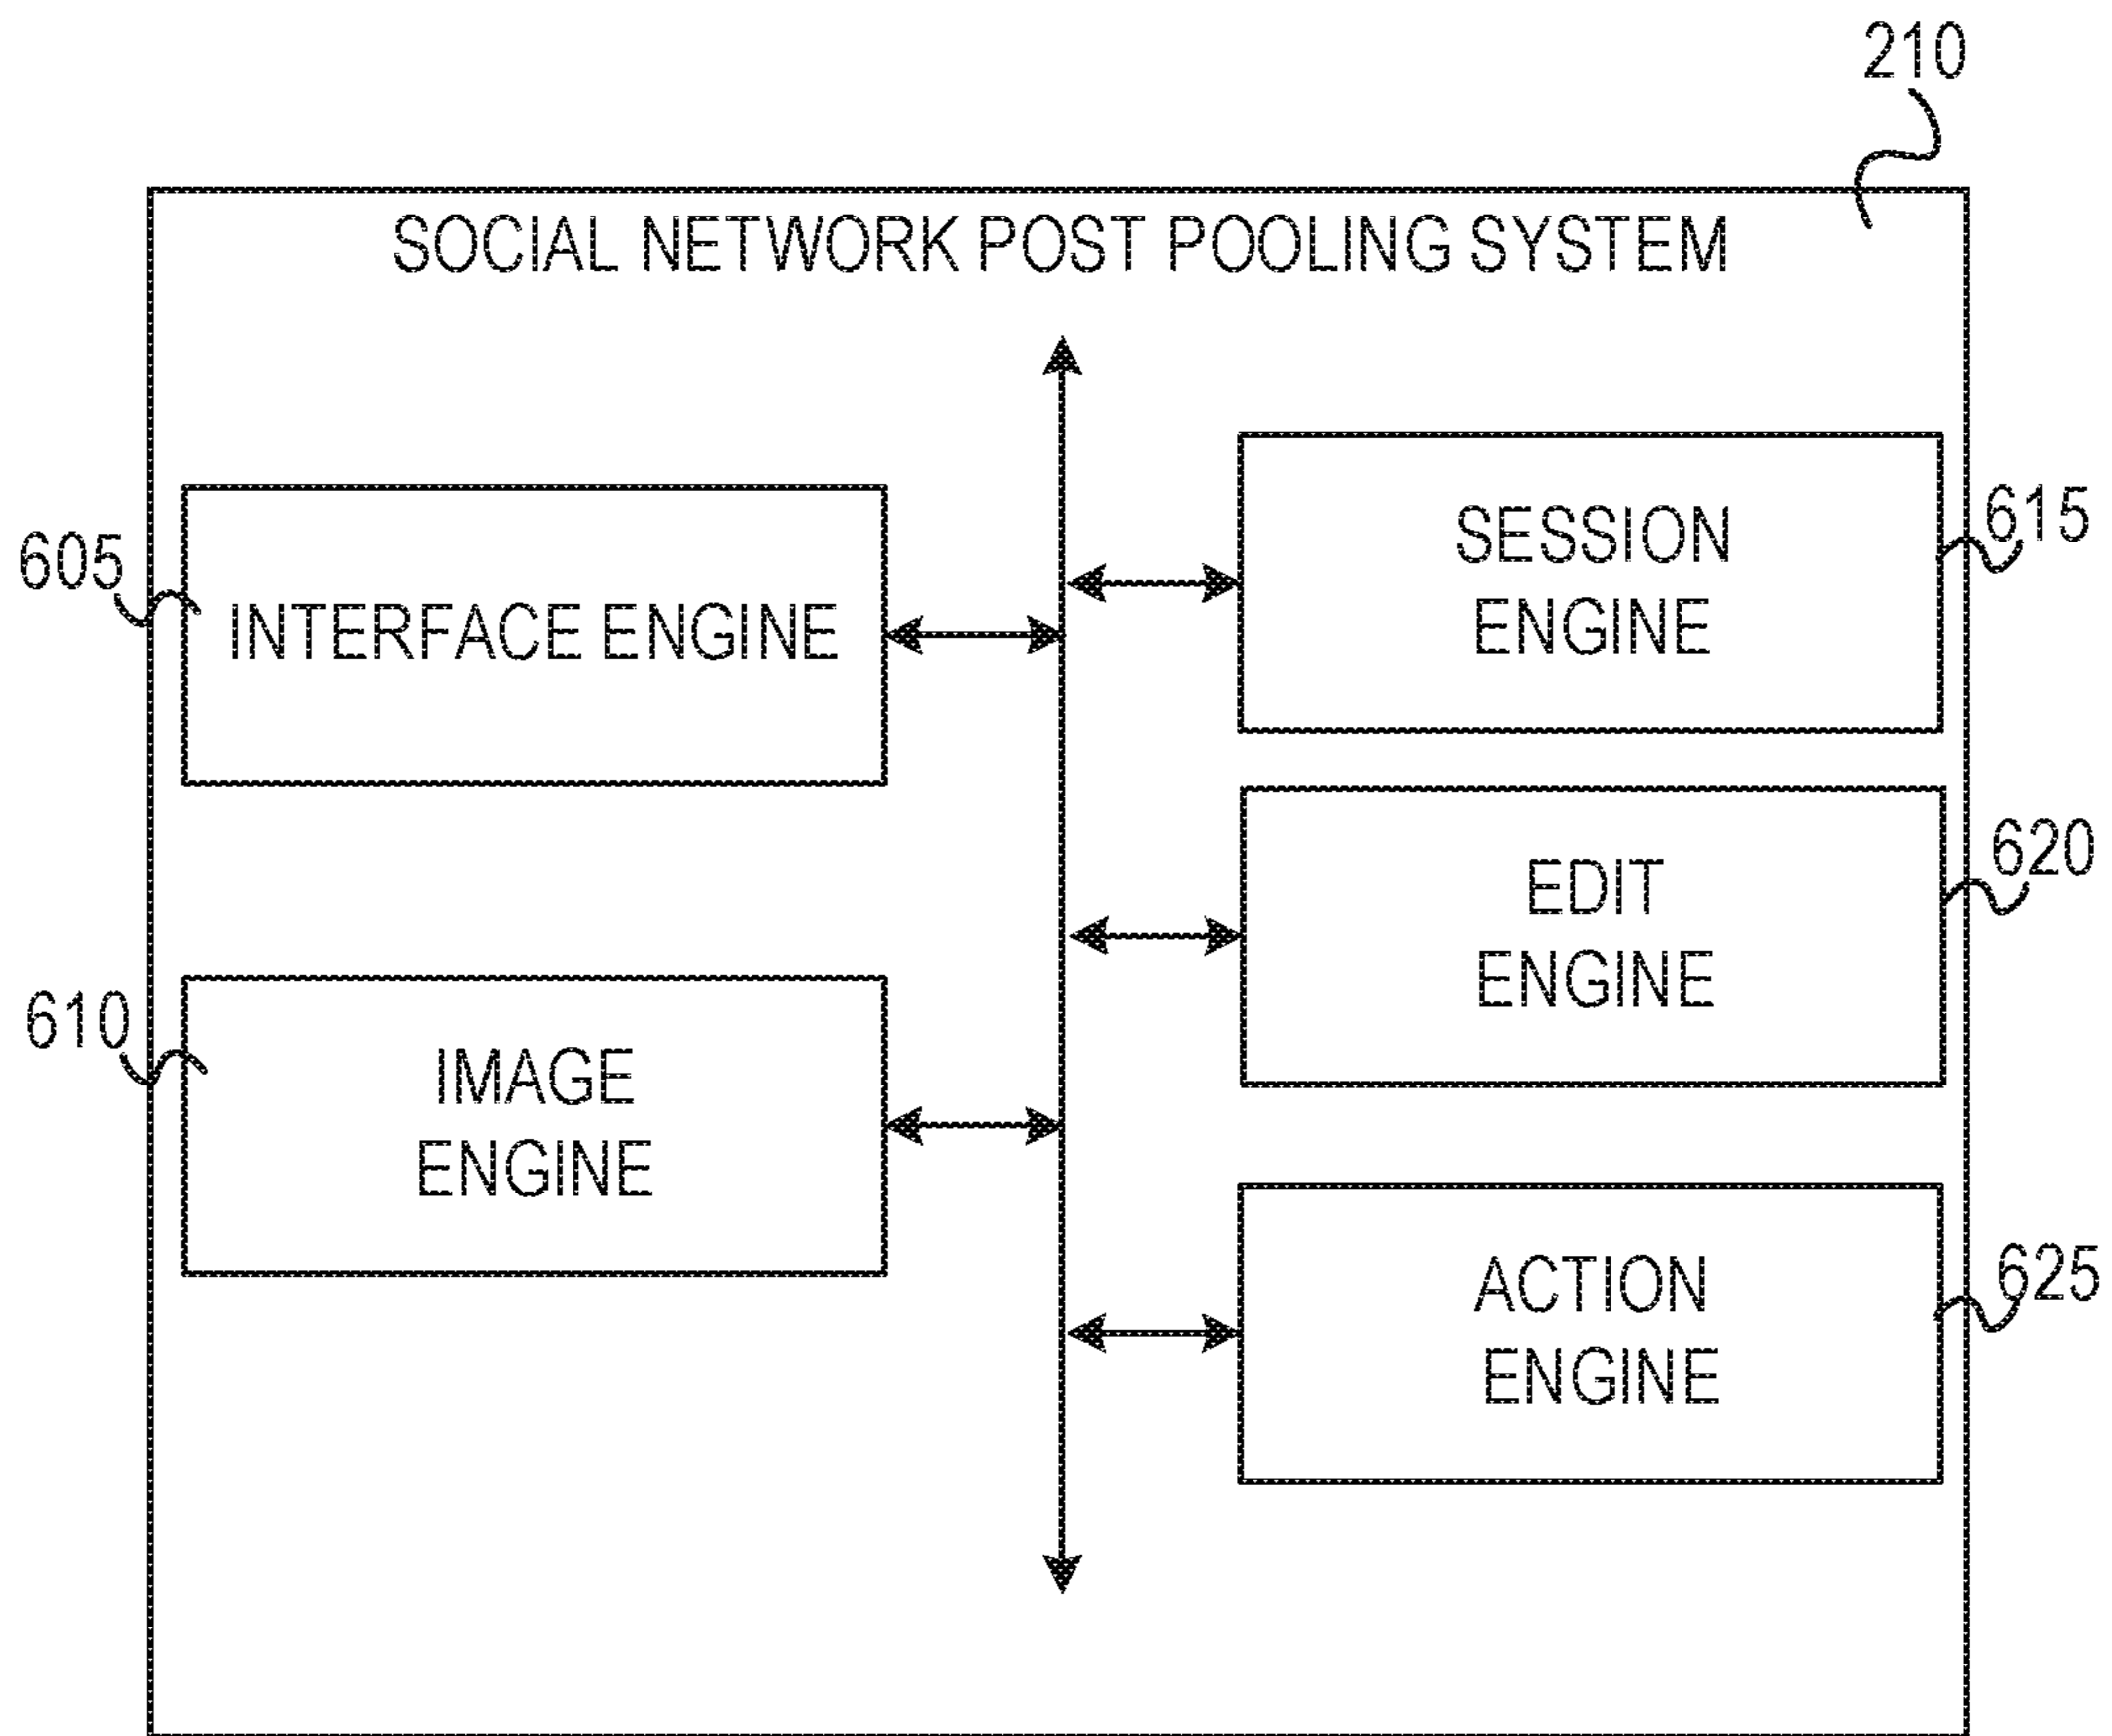 210
SOCIAL NETWORK POST POOLING SYSTEM
605
INTERFACE ENGINE
610
IMAGE
ENGINE
SESSION
ENGINE
615
EDIT
ENGINE
620
ACTION
ENGINE
625